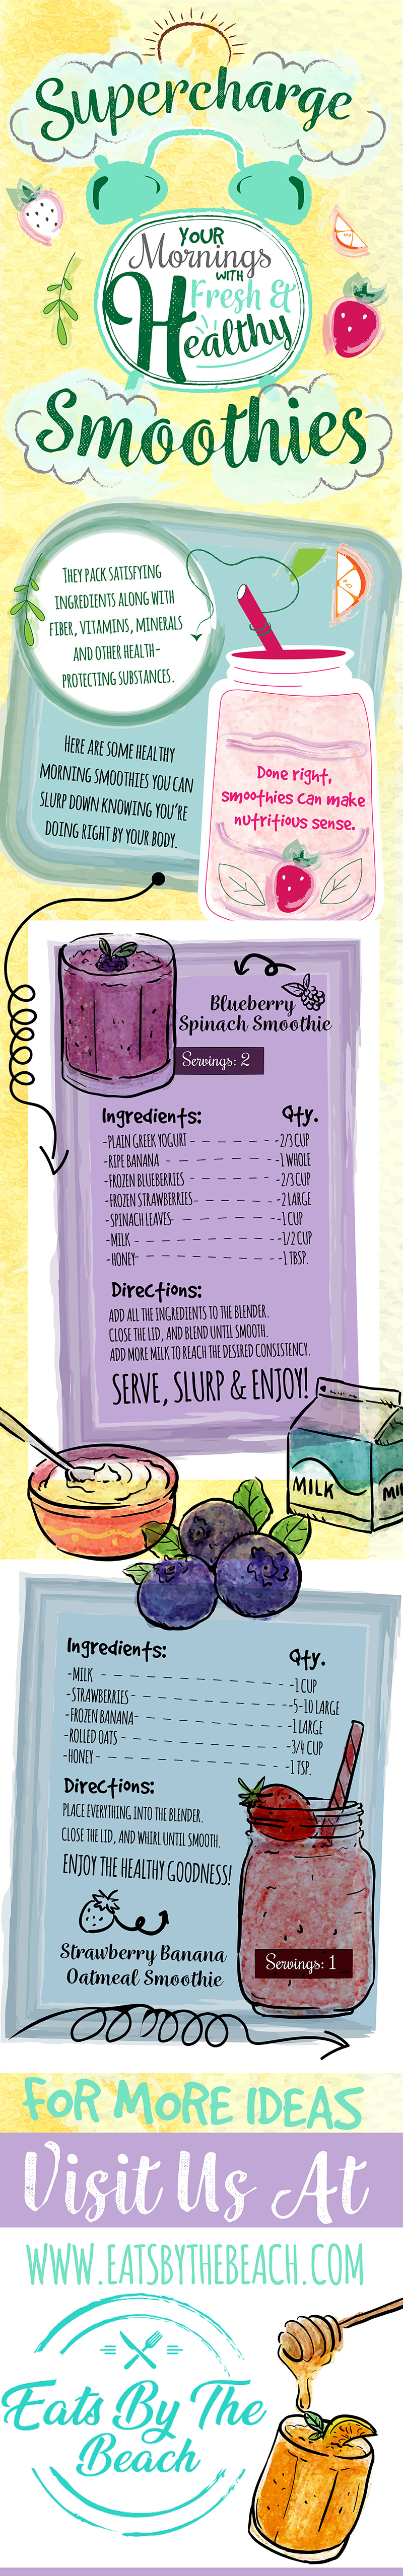 Supercharge
YOUR
Mornings
WITH
Fresh &
Healthy
Smoothies
THEY PACK SATISFYING
INGREDIENTS ALONG WITH
FIBER, VITAMINS, MINERALS
AND OTHER HEALTH-
PROTECTING SUBSTANCES.
HERE ARE SOME HEALTHY
MORNING SMOOTHIES YOU CAN
SLURP DOWN KNOWING YOU'RE
DOING RIGHT BY YOUR BODY.
Done right,
smoothies can make
nutritious sense.
Blueberry
Spinach Smoothie
Servings: 2
Ingredients: Qty.
-PLAIN GREEK YOGURT - - - - - -2/3 CUP
-RIPE BANANA - - - - - - - -1 WHOLE
-FROZEN BLUEBERRIES - - - - - -2/3 CUP
-FROZEN STRAWBERRIES - - - - - -2 LARGE
-SPINACH LEAVES - - - - - - -1 CUP
-MILK - - - - - - - - -1/2 CUP
-HONEY - - - - - - - - -1 TBSP.
Directions:
ADD ALL THE INGREDIENTS TO THE BLENDER.
CLOSE THE LID, AND BLEND UNTIL SMOOTH.
ADD MORE MILK TO REACH THE DESIRED CONSISTENCY.
SERVE, SLURP & ENJOY!
MILK
MI
Ingredients: Qty.
-MILK - - - - - - - - - -1 CUP
-STRAWBERRIES - - - - - - - -5-10 LARGE
-FROZEN BANANA - - - - - - - -1 LARGE
-ROLLED OATS - - - - - - - - -3/4 CUP
-HONEY - - - - - - - - - -1 TSP.
Directions:
PLACE EVERYTHING INTO THE BLENDER.
CLOSE THE LID, AND WHIRL UNTIL SMOOTH.
ENJOY THE HEALTHY GOODNESS!
Strawberry Banana
Oatmeal Smoothie
Servings: 1
FOR MORE IDEAS
Visit Us At
WWW.EATSBYTHEBEACH.COM
Eats By The
Beach